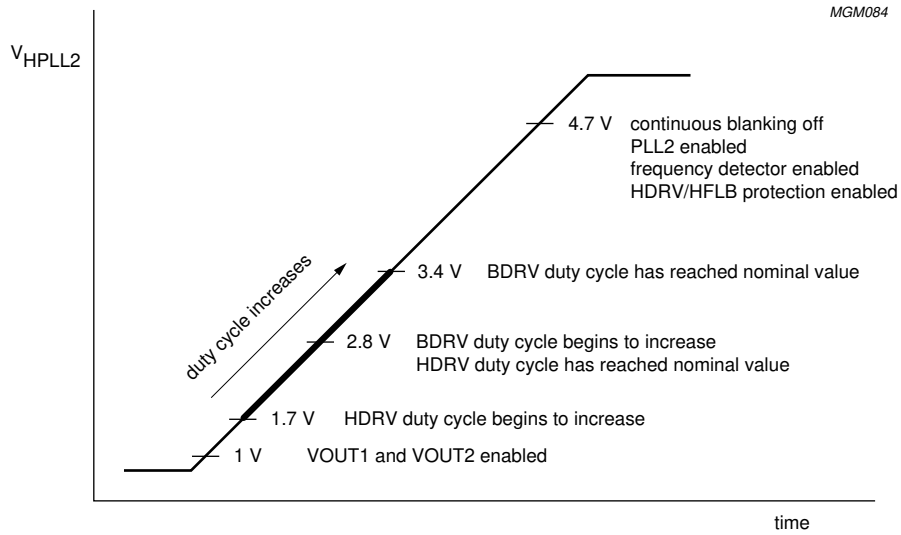 MGM084
VHPLL2
4.7 V continuous blanking off
PLL2 enabled
frequency detector enabled
HDRV/HFLB protection enabled
duty cycle increases
3.4 V BDRV duty cycle has reached nominal value
2.8 V BDRV duty cycle begins to increase
HDRV duty cycle has reached nominal value
1.7 V HDRV duty cycle begins to increase
1 V VOUT1 and VOUT2 enabled
time